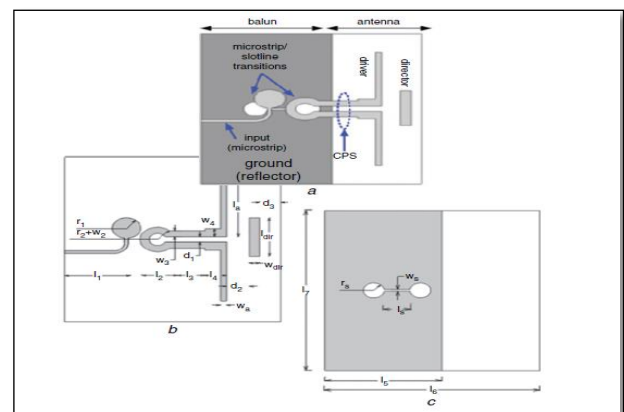 balun
antenna
microstrip/
slotline
transitions
driver
director
input
(microstrip)
CPS
ground
(reflector)
a
r1
r2+w2
w3
d1
w4
la
d3
ldir
wdir
l1
l2
l3
l4
d2
wa
b
rs
ws
ls
l7
l5
l6
c